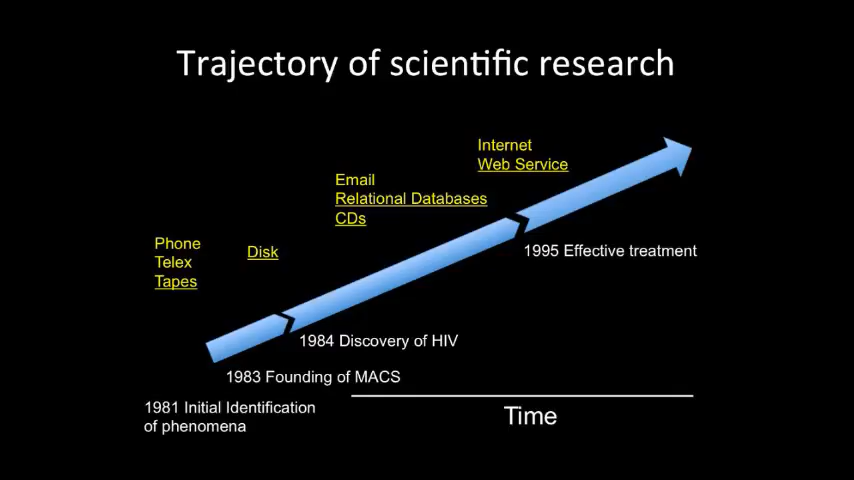 Trajectory of scientific research
Internet
Web Service
Email
Relational Databases
CDs
Phone
Telex
Tapes
Disk
1995 Effective treatment
1984 Discovery of HIV
1983 Founding of MACS
1981 Initial Identification
of phenomena
Time